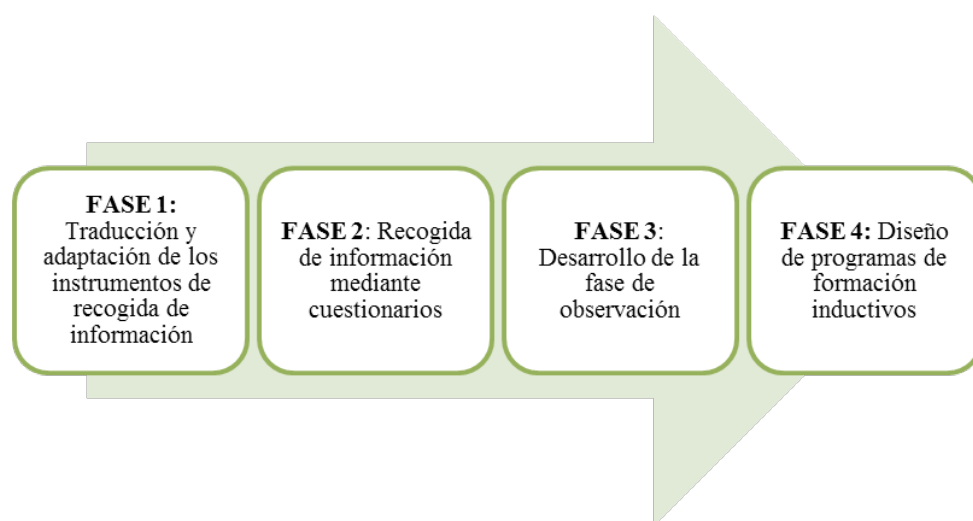 FASE 1:
Traducción y
adaptación de los
instrumentos de
recogida de
información
FASE 2: Recogida
de información
mediante
cuestionarios
FASE 3:
Desarrollo de la
fase de
observación
FASE 4: Diseño
de programas de
formación
inductivos